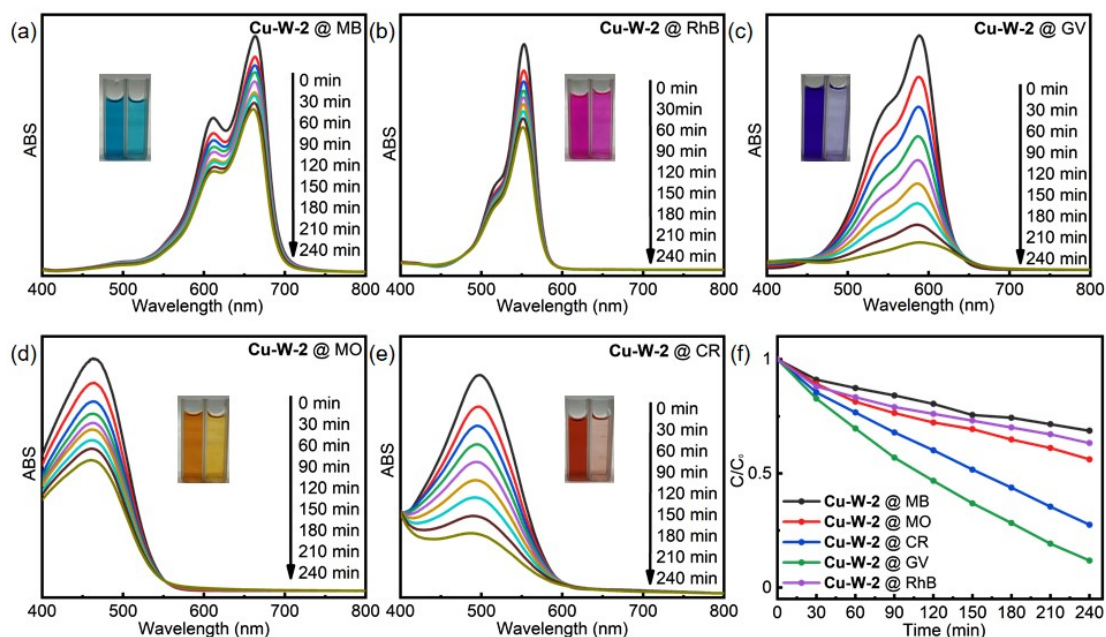 (a)
Cu-W-2 @ MB
0 min
30 min
60 min
90 min
120 min
150 min
180 min
210 min
240 min
ABS
400 500 600 700 800
Wavelength (nm)
(b)
Cu-W-2 @ RhB
0 min
30min
60 min
90 min
120 min
150 min
180 min
210 min
240 min
ABS
400 500 600 700 800
Wavelength (nm)
(c)
Cu-W-2 @ GV
0 min
30 min
60 min
90 min
120 min
150 min
180 min
210 min
240 min
ABS
400 500 600 700 800
Wavelength (nm)
(d)
Cu-W-2 @ MO
0 min
30 min
60 min
90 min
120 min
150 min
180 min
210 min
240 min
ABS
400 500 600 700 800
Wavelength (nm)
(e)
Cu-W-2 @ CR
0 min
30 min
60 min
90 min
120 min
150 min
180 min
210 min
240 min
ABS
400 500 600 700 800
Wavelength (nm)
(f)
1
0.5
0
C/C₀
Cu-W-2 @ MB
Cu-W-2 @ MO
Cu-W-2 @ CR
Cu-W-2 @ GV
Cu-W-2 @ RhB
0 30 60 90 120 150 180 210 240
Time (min)